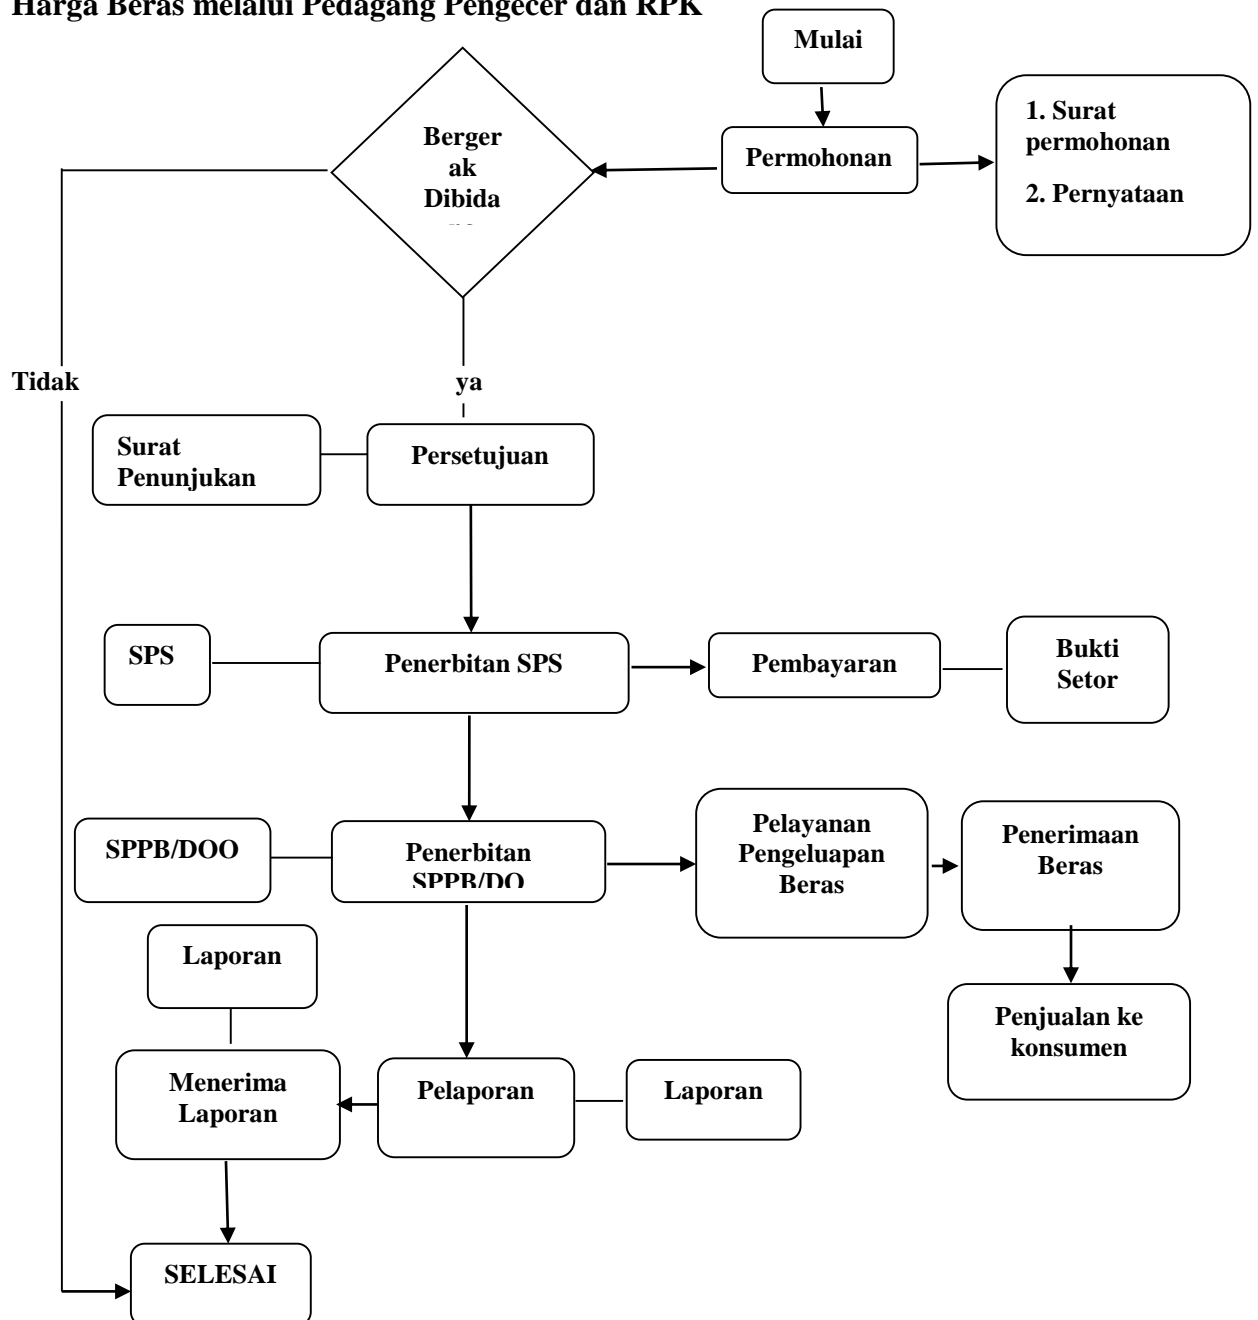 Harga Beras melalui Pedagang Pengecer dan RPK
Mulai
Permohonan
1. Surat
permohonan
2. Pernyataan
Berger
ak
Dibida
Tidak
ya
Surat
Penunjukan
Persetujuan
SPS
Penerbitan SPS
Pembayaran
Bukti
Setor
SPPB/DOO
Penerbitan
SPPB/DO
Pelayanan
Pengeluapan
Beras
Penerimaan
Beras
Laporan
Penjualan ke
konsumen
Menerima
Laporan
Pelaporan
Laporan
SELESAI